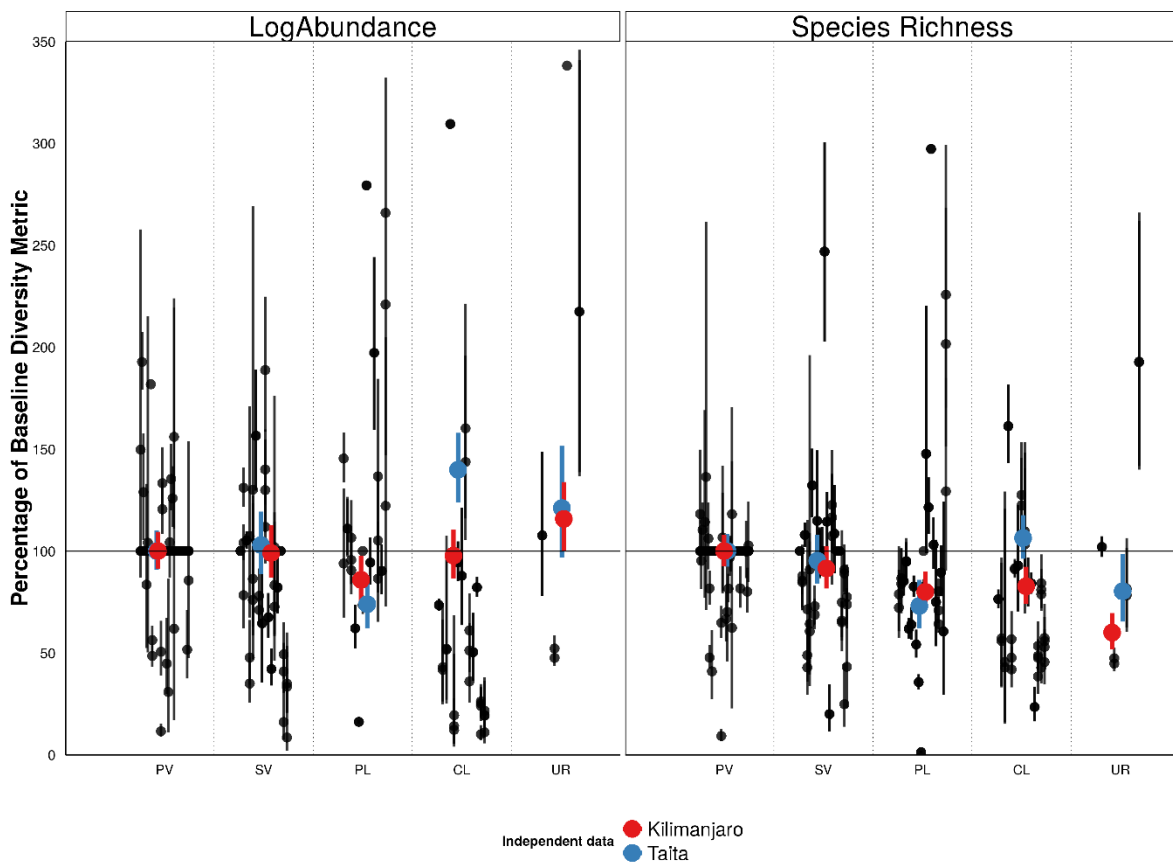 LogAbundance
Species Richness
Percentage of Baseline Diversity Metric
350
300
250
200
150
100
50
0
PV SV PL CL UR
PV SV PL CL UR
Independent data
Kilimanjaro
Taita